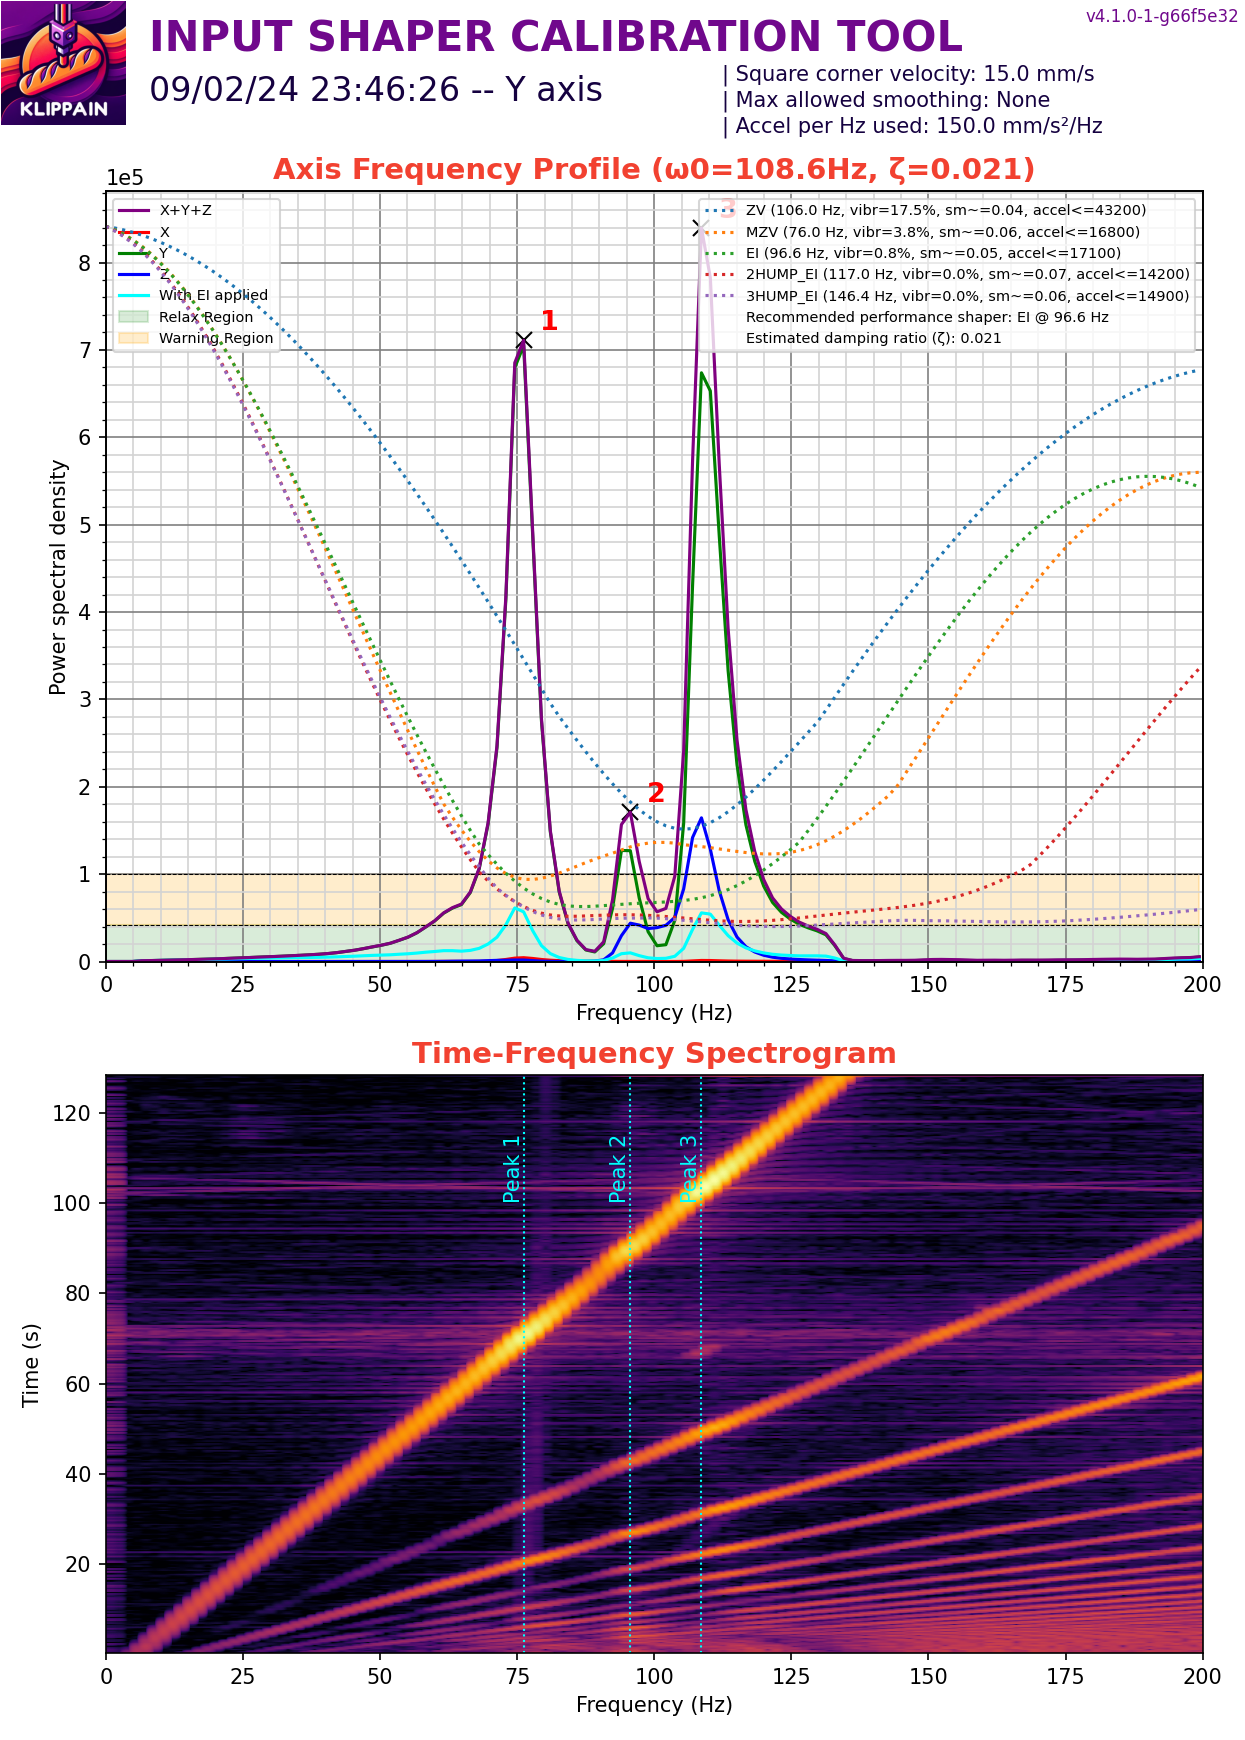 v4.1.0-1-g66f5e32
INPUT SHAPER CALIBRATION TOOL
09/02/24 23:46:26 -- Y axis
| Square corner velocity: 15.0 mm/s
| Max allowed smoothing: None
| Accel per Hz used: 150.0 mm/s²/Hz
KLIPPAIN
Axis Frequency Profile (ω0=108.6Hz, ζ=0.021)
1e5
X+Y+Z
X
Y
Z
With EI applied
Relax Region
Warning Region
ZV (106.0 Hz, vibr=17.5%, sm~=0.04, accel<=43200)
MZV (76.0 Hz, vibr=3.8%, sm~=0.06, accel<=16800)
EI (96.6 Hz, vibr=0.8%, sm~=0.05, accel<=17100)
2HUMP_EI (117.0 Hz, vibr=0.0%, sm~=0.07, accel<=14200)
3HUMP_EI (146.4 Hz, vibr=0.0%, sm~=0.06, accel<=14900)
Recommended performance shaper: EI @ 96.6 Hz
Estimated damping ratio (ζ): 0.021
1
2
3
8
7
6
5
4
3
2
1
0
Power spectral density
0 25 50 75 100 125 150 175 200
Frequency (Hz)
Time-Frequency Spectrogram
120
100
80
60
40
20
Time (s)
Peak 1
Peak 2
Peak 3
0 25 50 75 100 125 150 175 200
Frequency (Hz)